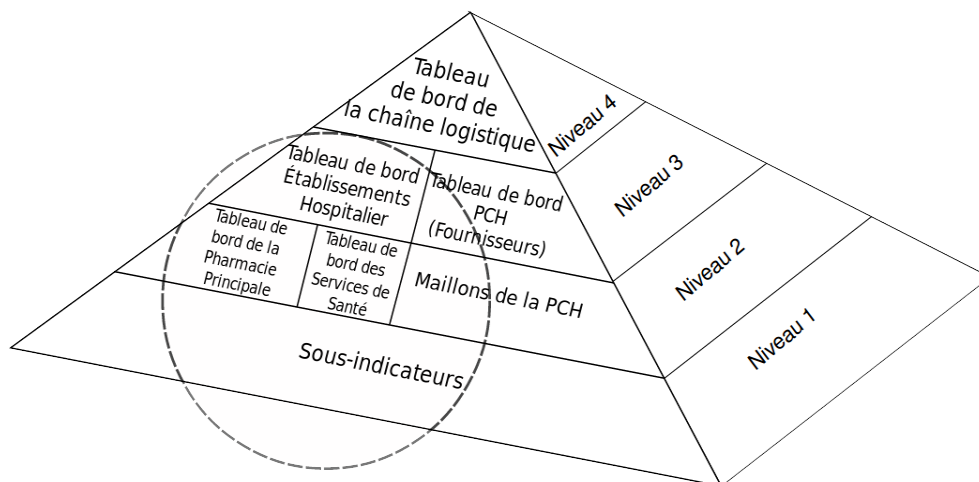 Tableau
de bord de
la chaîne logistique
Niveau 4
Tableau de bord
Établissements
Hospitalier
Tableau de bord
PCH
(Fournisseurs)
Niveau 3
Tableau de
bord de la
Pharmacie
Principale
Tableau de
bord des
Services de
Santé
Maillons de la PCH
Niveau 2
Sous-indicateurs
Niveau 1